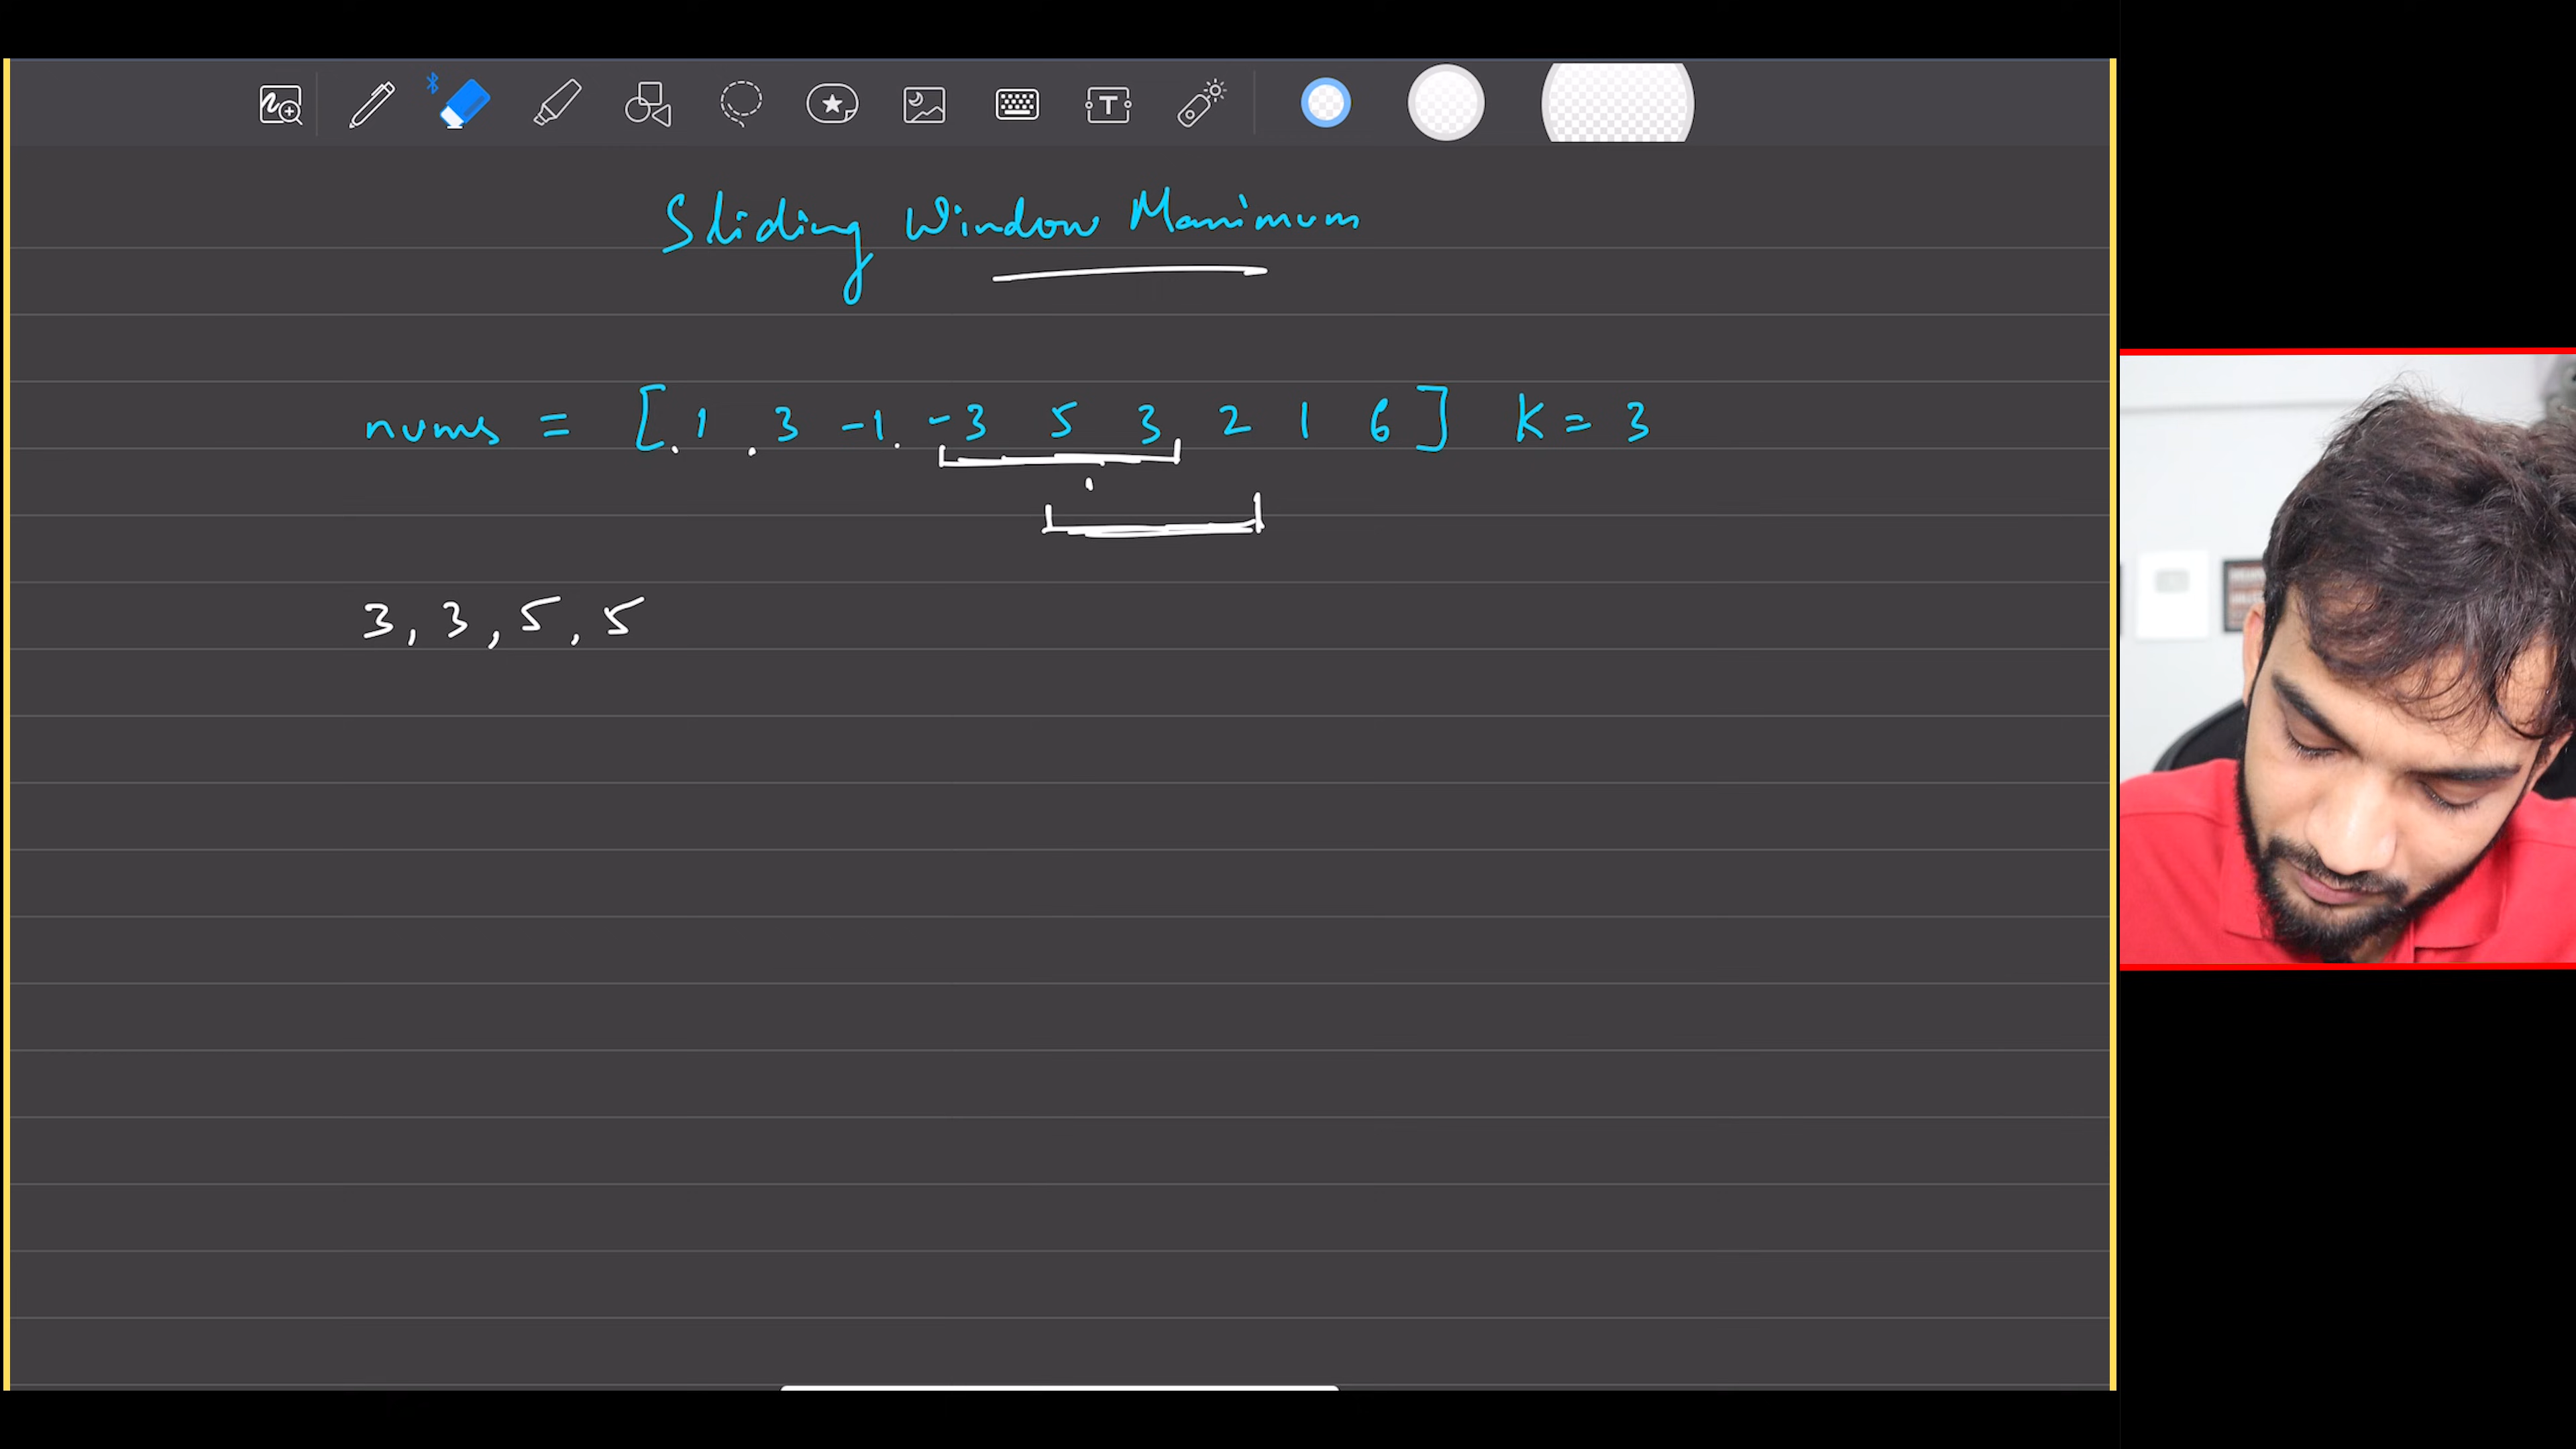 Sliding Window Maximum
nums = [ 1 3 -1 -3 5 3 2 1 6 ] K = 3
3, 3, 5, 5